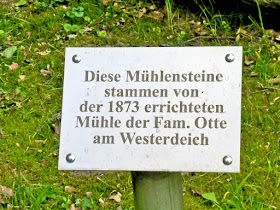 Diese Mühlensteine
stammen von
der 1873 errichteten
Mühle der Fam. Otte
am Westerdeich